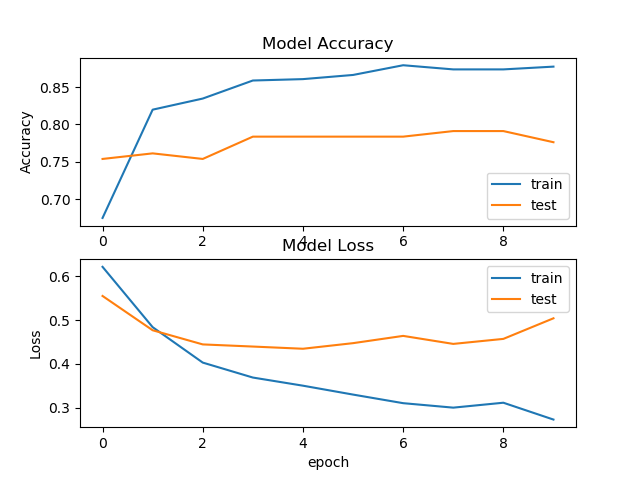 Model Accuracy
Accuracy
0.85
0.80
0.75
0.70
train
test
0 2 4 6 8
Model Loss
Loss
0.6
0.5
0.4
0.3
train
test
0 2 4 6 8
epoch